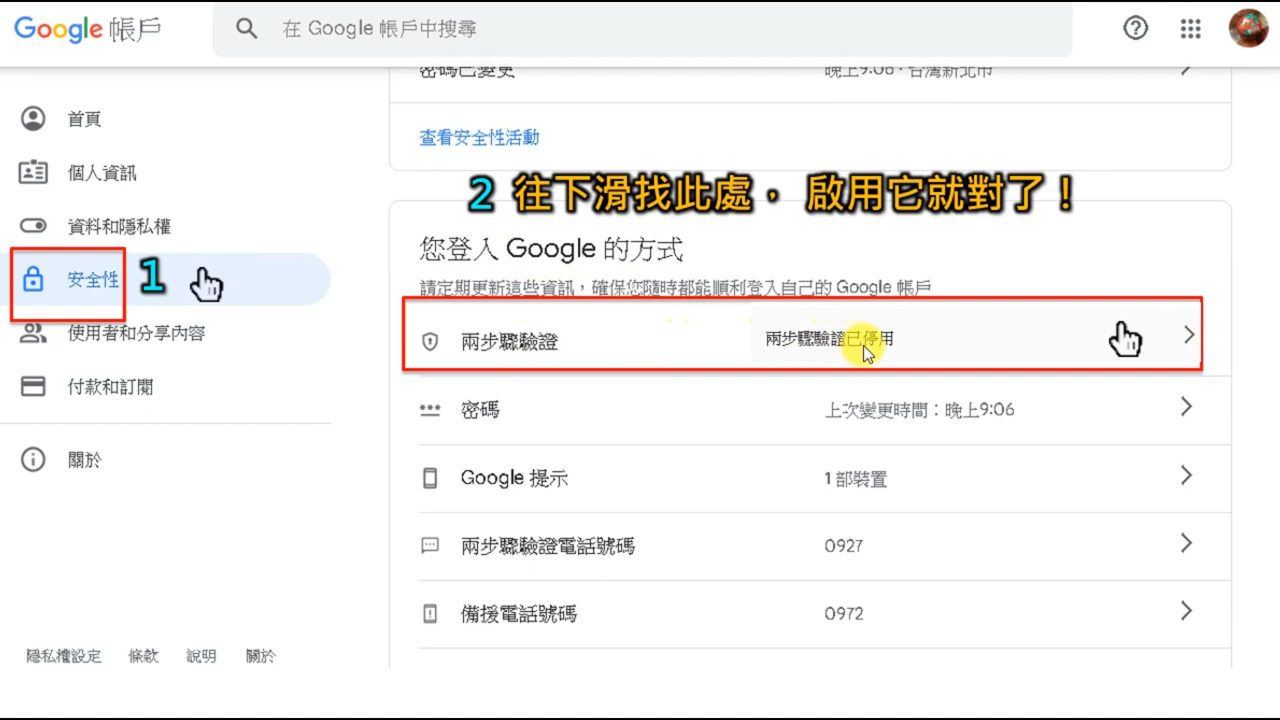 Google 帳戶
在 Google 帳戶中搜尋
密碼已變更 晚上9:06 · 台灣新北市
首頁
查看安全性活動
個人資訊
2 往下滑找此處, 啟用它就對了!
資料和隱私權
您登入 Google 的方式
安全性 1
請定期更新這些資訊,確保您隨時都能順利登入自己的 Google 帳戶
使用者和分享內容
兩步驟驗證 兩步驟驗證已停用
付款和訂閱
密碼 上次變更時間:晚上9:06
關於
Google 提示 1 部裝置
兩步驟驗證電話號碼 0927
備援電話號碼 0972
隱私權設定 條款 說明 關於